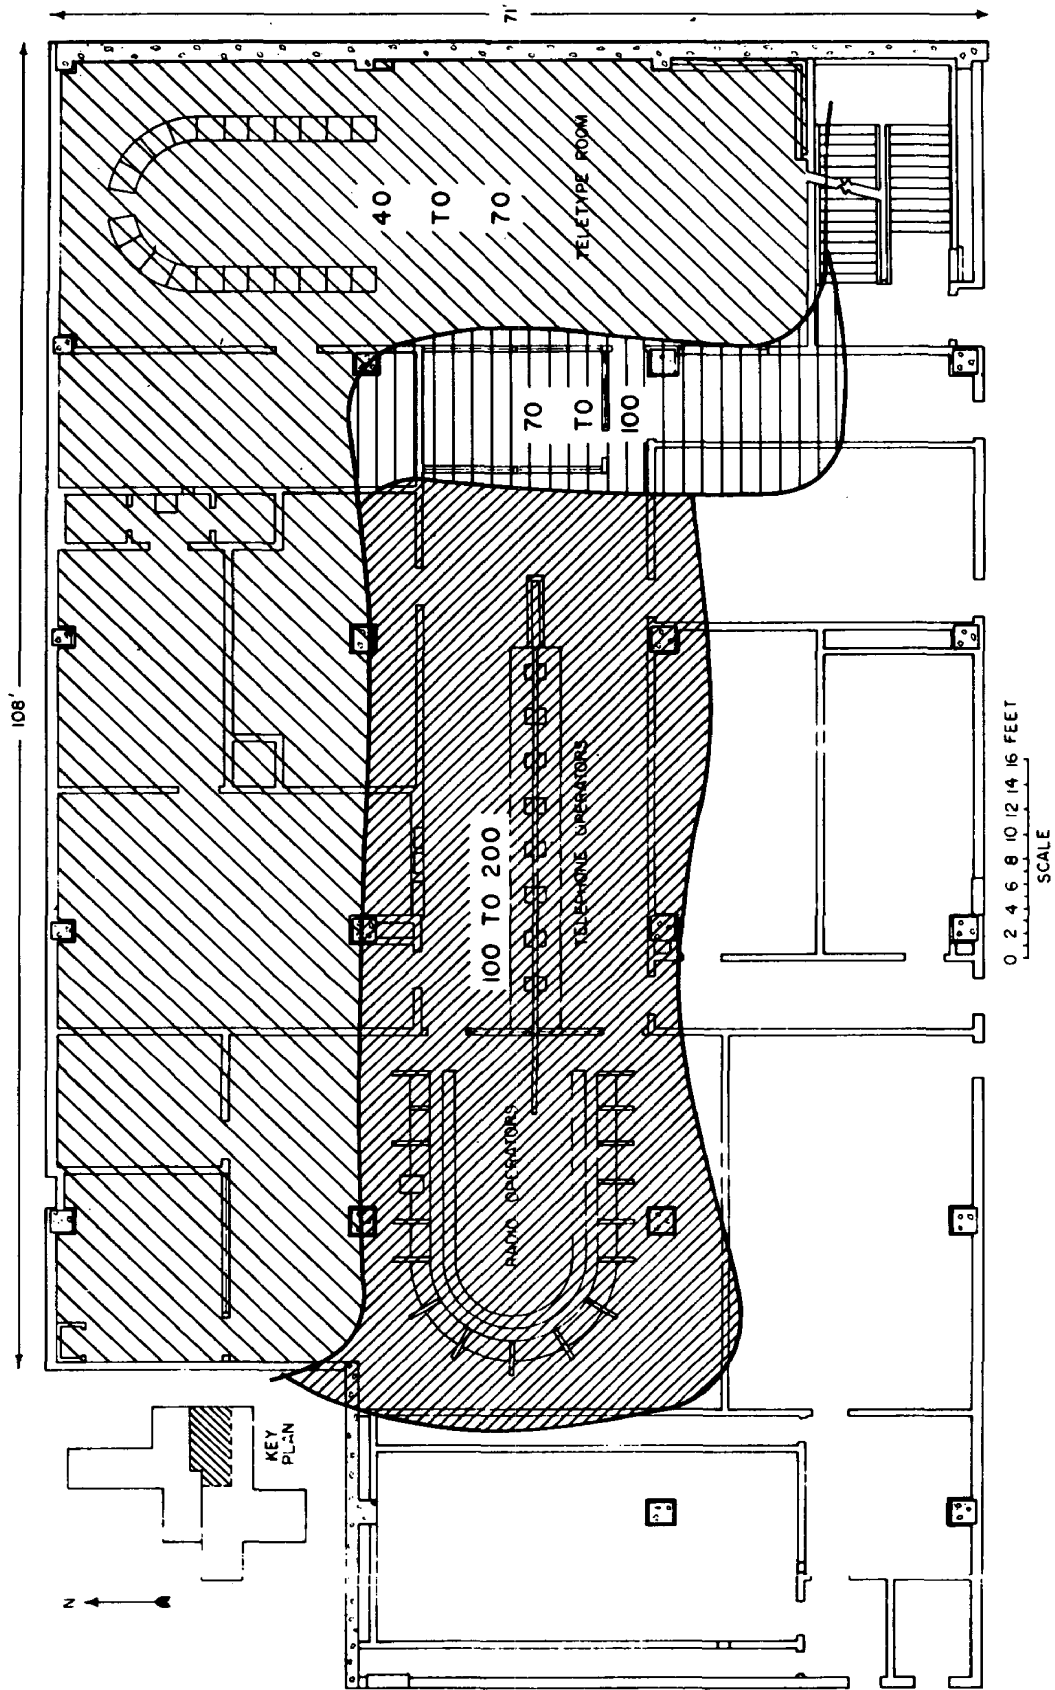 71'
108'
40
TO
70
TELETYPE ROOM
70
TO
100
100 TO 200
TELEPHONE OPERATORS
RADIO OPERATORS
KEY
PLAN
N
0 2 4 6 8 10 12 14 16 FEET
SCALE